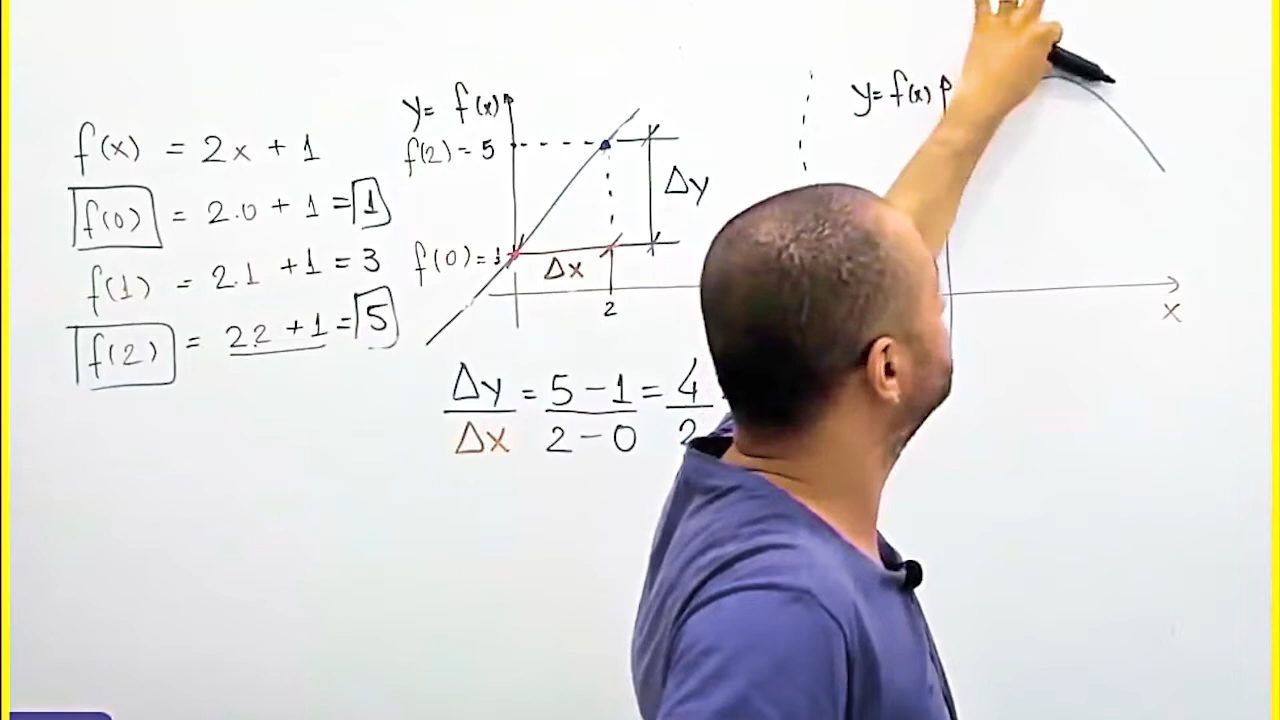 f(x) = 2x + 1
f(0) = 2.0 + 1 = 1
f(1) = 2.1 + 1 = 3
f(2) = 2.2 + 1 = 5
y = f(x)
f(2) = 5
Δy
f(0) = 1
Δx
2
Δy/Δx = 5 - 1/2 - 0 = 4/2
y = f(x)
x